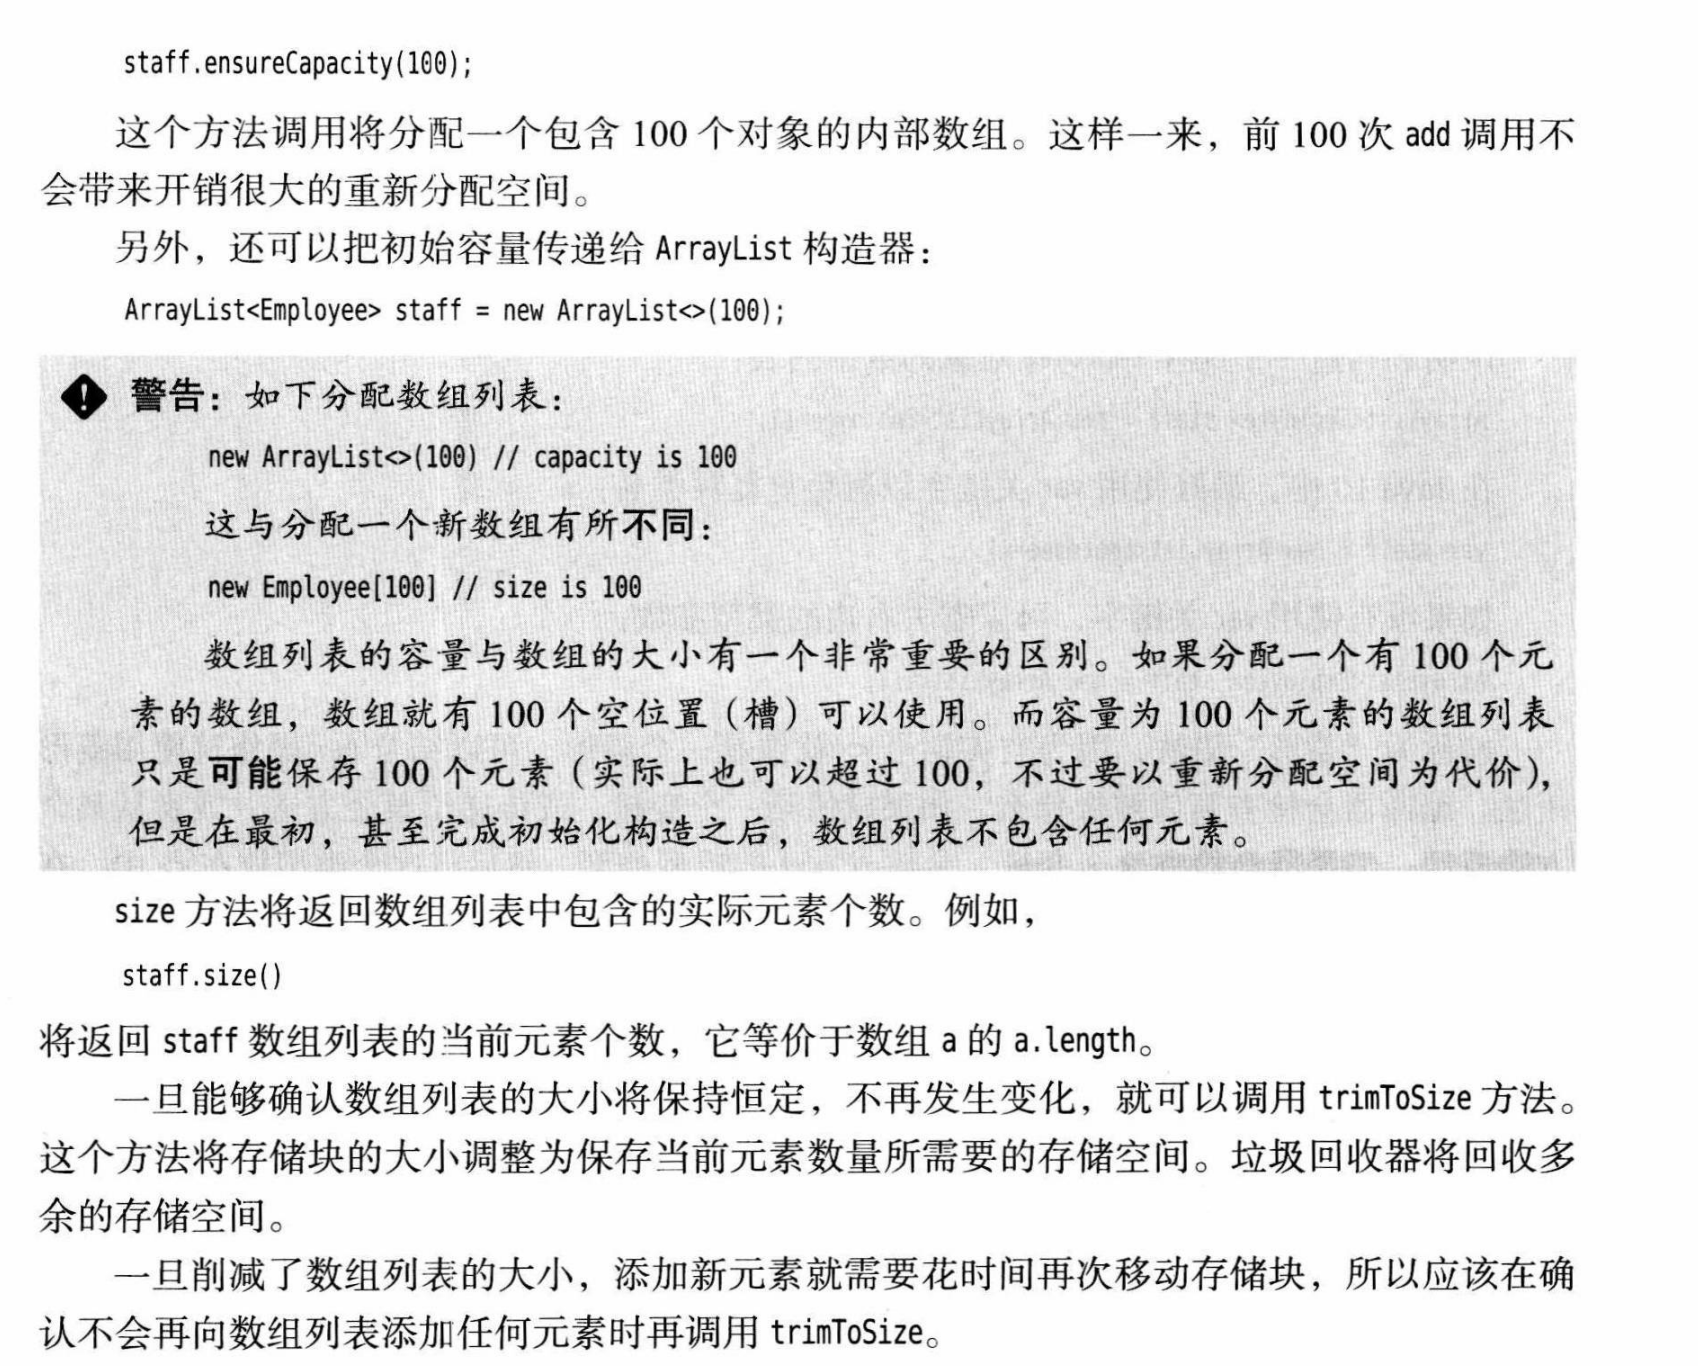 staff.ensureCapacity(100);
这个方法调用将分配一个包含 100 个对象的内部数组。这样一来，前 100 次 add 调用不
会带来开销很大的重新分配空间。
另外，还可以把初始容量传递给 ArrayList 构造器：
ArrayList<Employee> staff = new ArrayList<>(100);
警告：如下分配数组列表：
new ArrayList<>(100) // capacity is 100
这与分配一个新数组有所不同：
new Employee[100] // size is 100
数组列表的容量与数组的大小有一个非常重要的区别。如果分配一个有 100 个元
素的数组，数组就有 100 个空位置（槽）可以使用。而容量为 100 个元素的数组列表
只是可能保存 100 个元素（实际上也可以超过 100，不过要以重新分配空间为代价），
但是在最初，甚至完成初始化构造之后，数组列表不包含任何元素。
size 方法将返回数组列表中包含的实际元素个数。例如，
staff.size()
将返回 staff 数组列表的当前元素个数，它等价于数组 a 的 a.length。
一旦能够确认数组列表的大小将保持恒定，不再发生变化，就可以调用 trimToSize 方法。
这个方法将存储块的大小调整为保存当前元素数量所需要的存储空间。垃圾回收器将回收多
余的存储空间。
一旦削减了数组列表的大小，添加新元素就需要花时间再次移动存储块，所以应该在确
认不会再向数组列表添加任何元素时再调用 trimToSize。